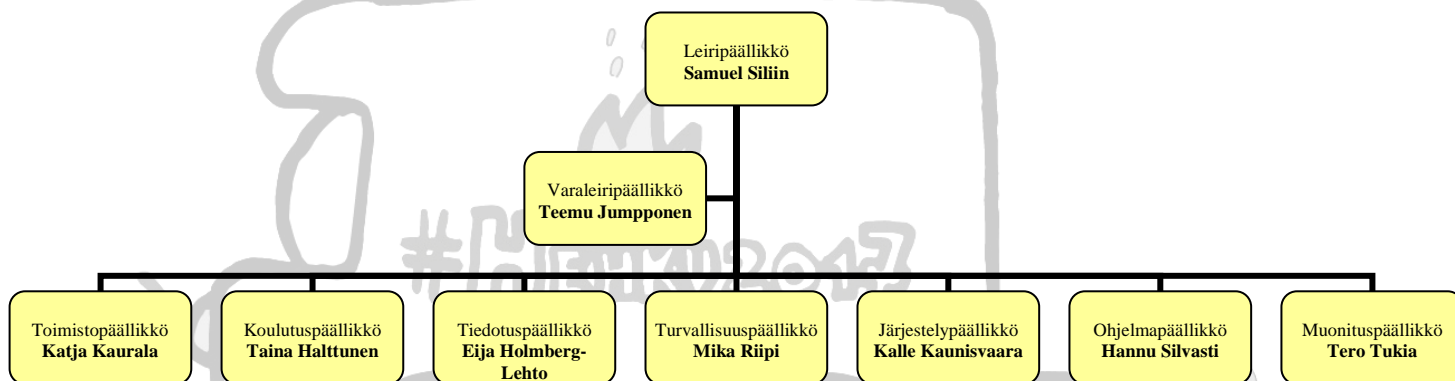 Leiripäällikkö
Samuel Siliin
Varaleiripäällikkö
Teemu Jumpponen
Toimistopäällikkö
Katja Kaurala
Koulutuspäällikkö
Taina Halttunen
Tiedotuspäällikkö
Eija Holmberg-
Lehto
Turvallisuuspäällikkö
Mika Riipi
Järjestelypäällikkö
Kalle Kaunisvaara
Ohjelmapäällikkö
Hannu Silvasti
Muonituspäällikkö
Tero Tukia